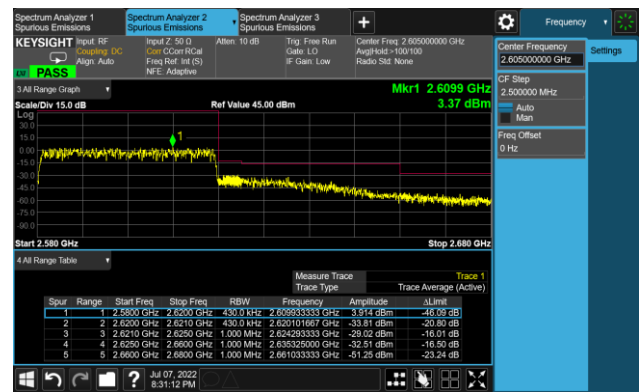 Spectrum Analyzer 1
Spurious Emissions
Spectrum Analyzer 2
Spurious Emissions
Spectrum Analyzer 3
Spurious Emissions
Frequency
KEYSIGHT
Input: RF
Coupling: DC
Align: Auto
Input Z: 50 Ω
Corr CCorr RCal
Freq Ref: Int (S)
NFE: Adaptive
Atten: 10 dB
Trig: Free Run
Gate: LO
IF Gain: Low
Center Freq: 2.605000000 GHz
Avg|Hold:>100/100
Radio Std: None
PASS
Center Frequency
2.605000000 GHz
Settings
CF Step
2.500000 MHz
Auto
Man
Freq Offset
0 Hz
3 All Range Graph
Mkr1 2.6099 GHz
Scale/Div 15.0 dB
Ref Value 45.00 dBm
3.37 dBm
Log
30.0
15.0
0.00
-15.0
-30.0
-45.0
-60.0
-75.0
-90.0
1
Start 2.580 GHz
Stop 2.680 GHz
4 All Range Table
Measure Trace Trace 1
Trace Type Trace Average (Active)
Spur Range Start Freq Stop Freq RBW Frequency Amplitude ΔLimit
1 1 2.5800 GHz 2.6200 GHz 430.0 kHz 2.609933333 GHz 3.914 dBm -46.09 dB
2 2 2.6200 GHz 2.6210 GHz 430.0 kHz 2.620101667 GHz -33.81 dBm -20.80 dB
3 3 2.6210 GHz 2.6250 GHz 1.000 MHz 2.624293333 GHz -29.02 dBm -16.01 dB
4 4 2.6250 GHz 2.6600 GHz 1.000 MHz 2.635325000 GHz -32.51 dBm -16.50 dB
5 5 2.6600 GHz 2.6800 GHz 1.000 MHz 2.661033333 GHz -51.25 dBm -23.24 dB
Jul 07, 2022
8:31:12 PM